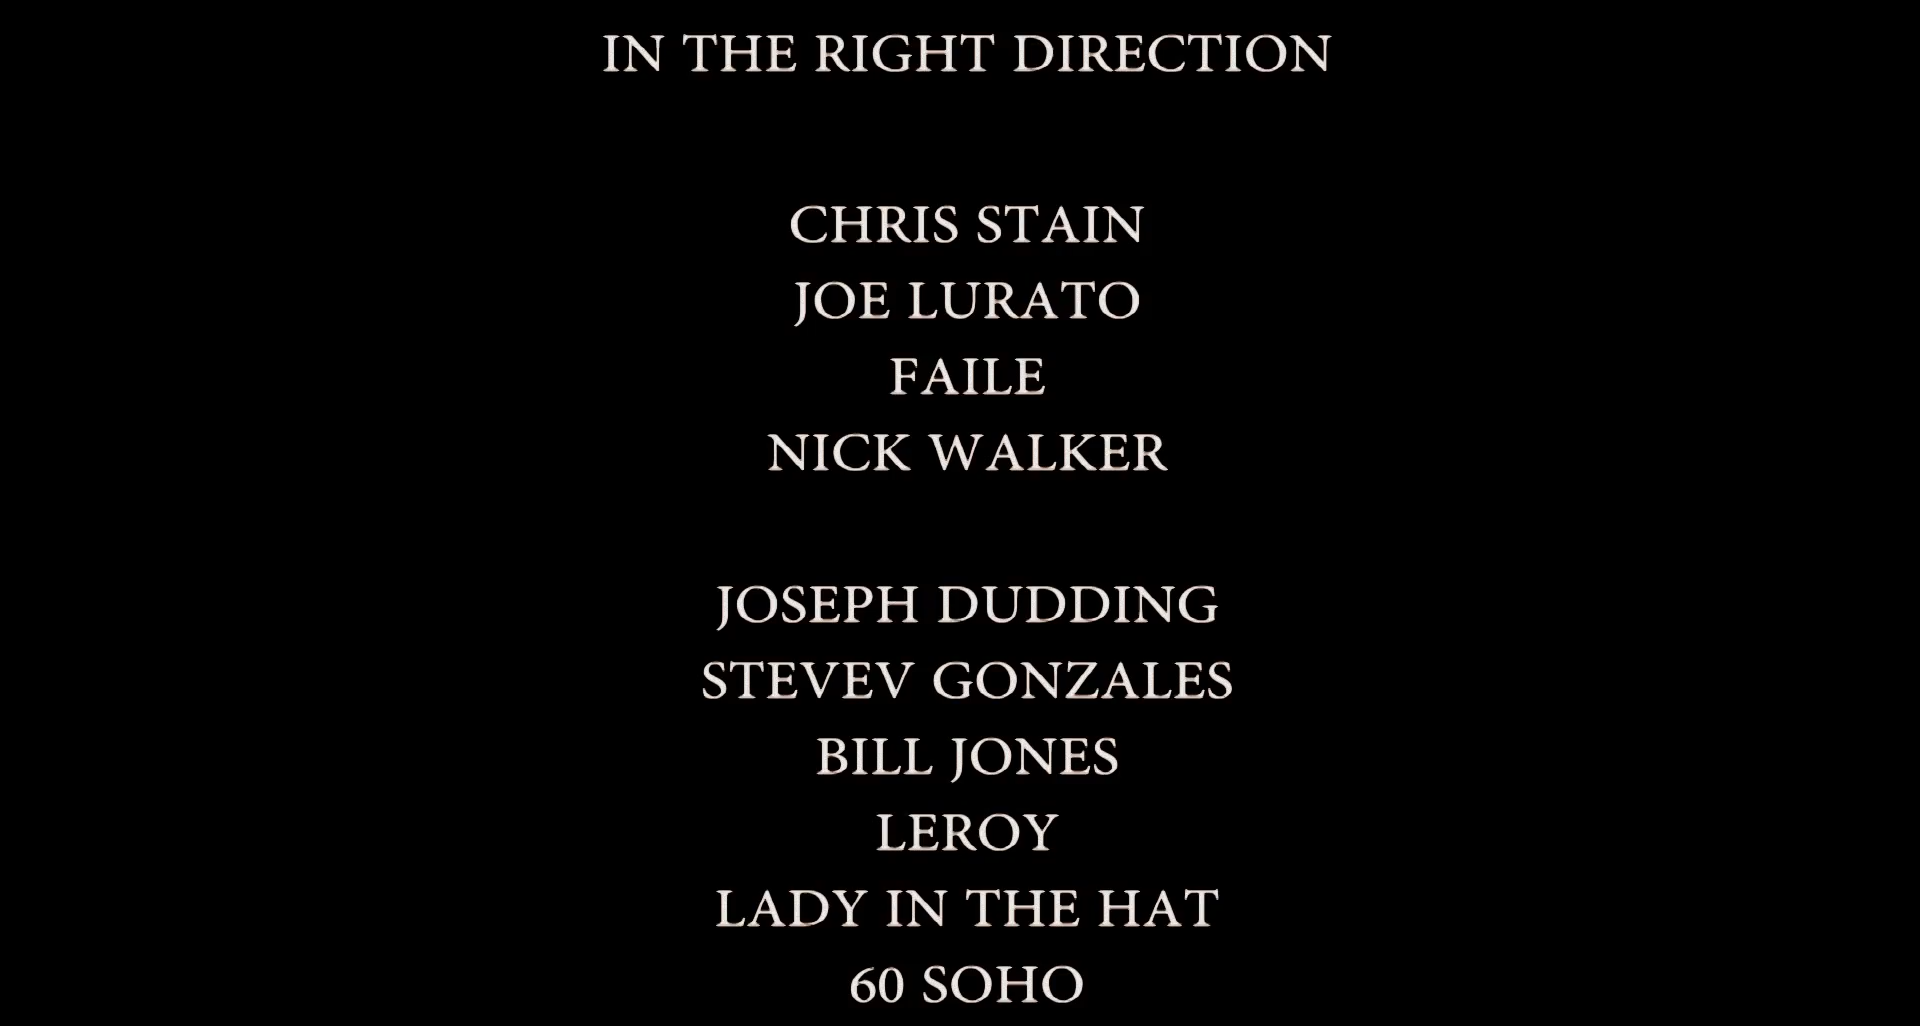 IN THE RIGHT DIRECTION
CHRIS STAIN
JOE LURATO
FAILE
NICK WALKER
JOSEPH DUDDING
STEVEV GONZALES
BILL JONES
LEROY
LADY IN THE HAT
60 SOHO